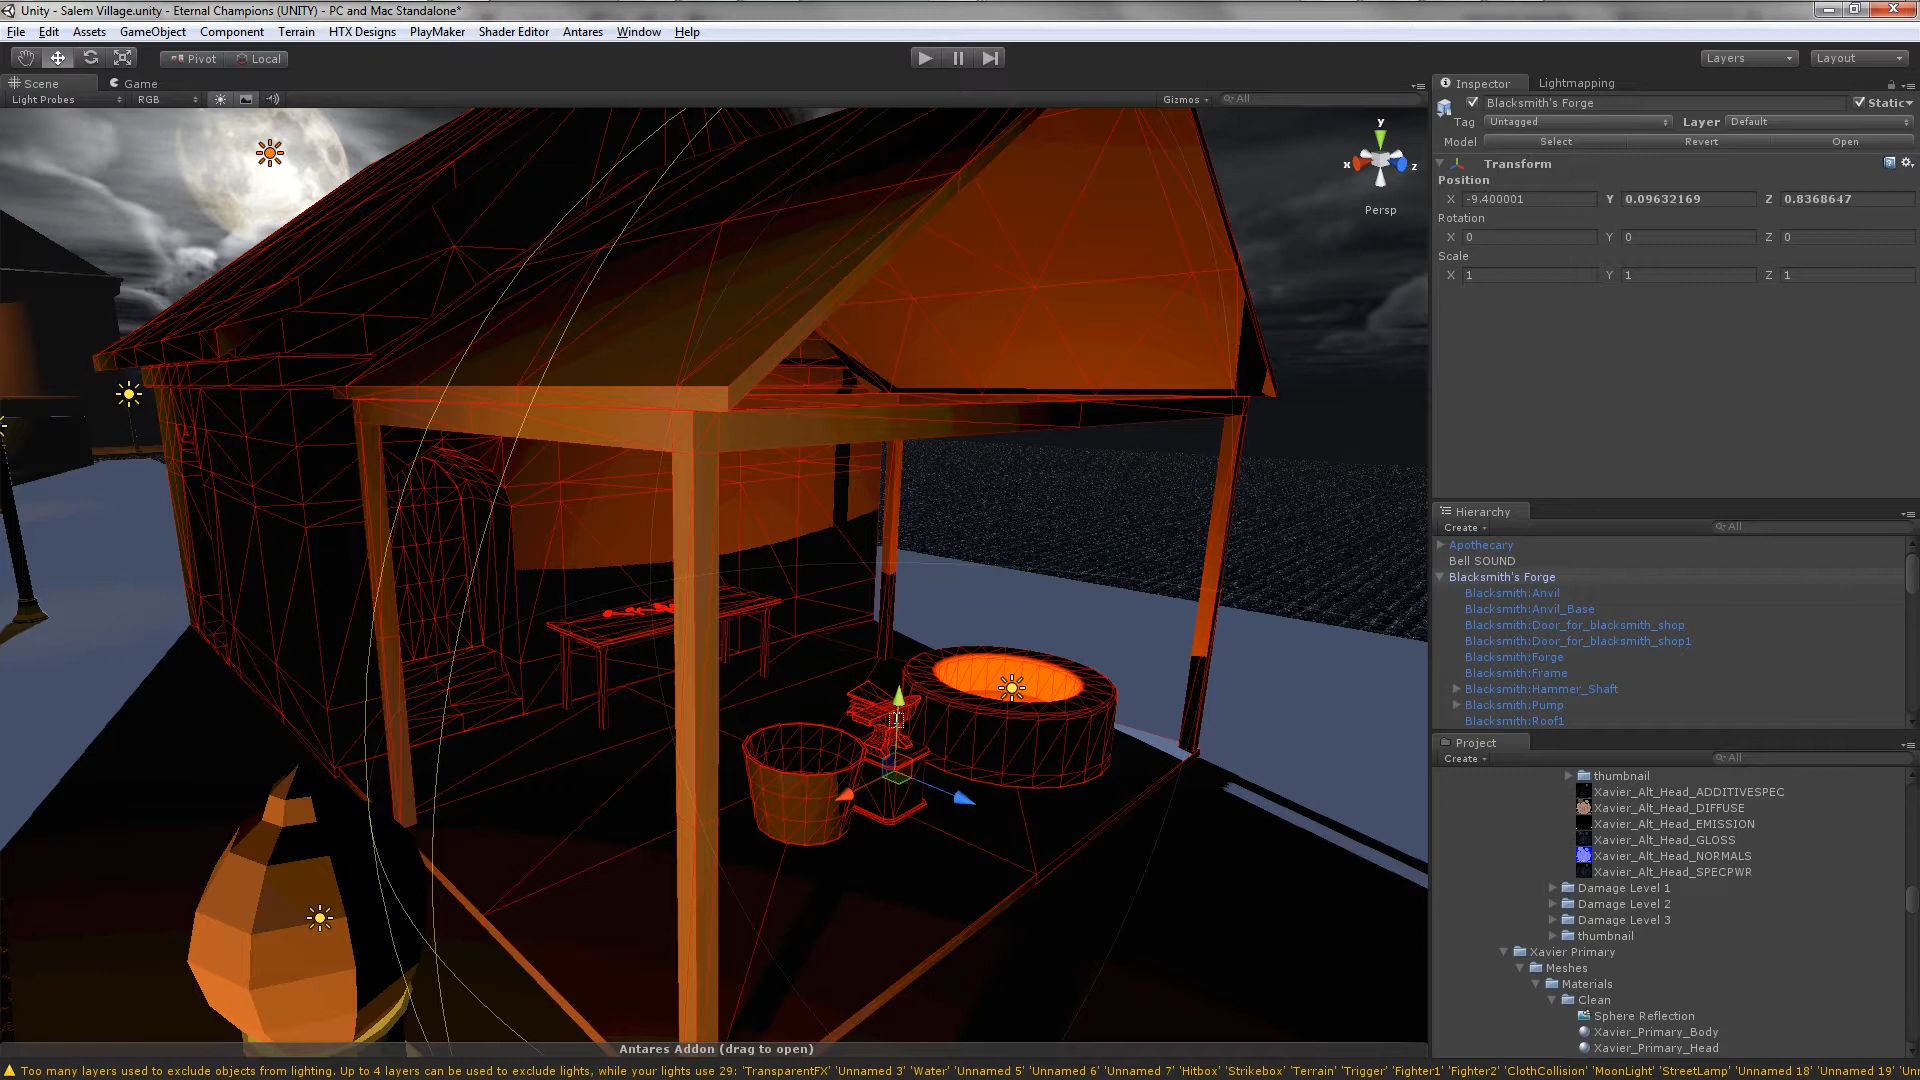 Unity - Salem Village.unity - Eternal Champions (UNITY) - PC and Mac Standalone*
File Edit Assets GameObject Component Terrain HTX Designs PlayMaker Shader Editor Antares Window Help
Pivot Local Layers Layout
Scene Game
Light Probes RGB Gizmos All
y
x z
Persp
Antares Addon (drag to open)
Inspector Lightmapping
Blacksmith's Forge Static
Tag Untagged Layer Default
Model Select Revert Open
Transform
Position
X -9.400001 Y 0.09632169 Z 0.8368647
Rotation
X 0 Y 0 Z 0
Scale
X 1 Y 1 Z 1
Hierarchy
Create All
Apothecary
Bell SOUND
Blacksmith's Forge
Blacksmith:Anvil
Blacksmith:Anvil_Base
Blacksmith:Door_for_blacksmith_shop
Blacksmith:Door_for_blacksmith_shop1
Blacksmith:Forge
Blacksmith:Frame
Blacksmith:Hammer_Shaft
Blacksmith:Pump
Blacksmith:Roof1
Project
Create All
thumbnail
Xavier_Alt_Head_ADDITIVESPEC
Xavier_Alt_Head_DIFFUSE
Xavier_Alt_Head_EMISSION
Xavier_Alt_Head_GLOSS
Xavier_Alt_Head_NORMALS
Xavier_Alt_Head_SPECPWR
Damage Level 1
Damage Level 2
Damage Level 3
thumbnail
Xavier Primary
Meshes
Materials
Clean
Sphere Reflection
Xavier_Primary_Body
Xavier_Primary_Head
Too many layers used to exclude objects from lighting. Up to 4 layers can be used to exclude lights, while your lights use 29: 'TransparentFX' 'Unnamed 3' 'Water' 'Unnamed 5' 'Unnamed 6' 'Unnamed 7' 'Hitbox' 'Strikebox' 'Terrain' 'Trigger' 'Fighter1' 'Fighter2' 'ClothCollision' 'MoonLight' 'StreetLamp' 'Unnamed 18' 'Unnamed 19' 'Un